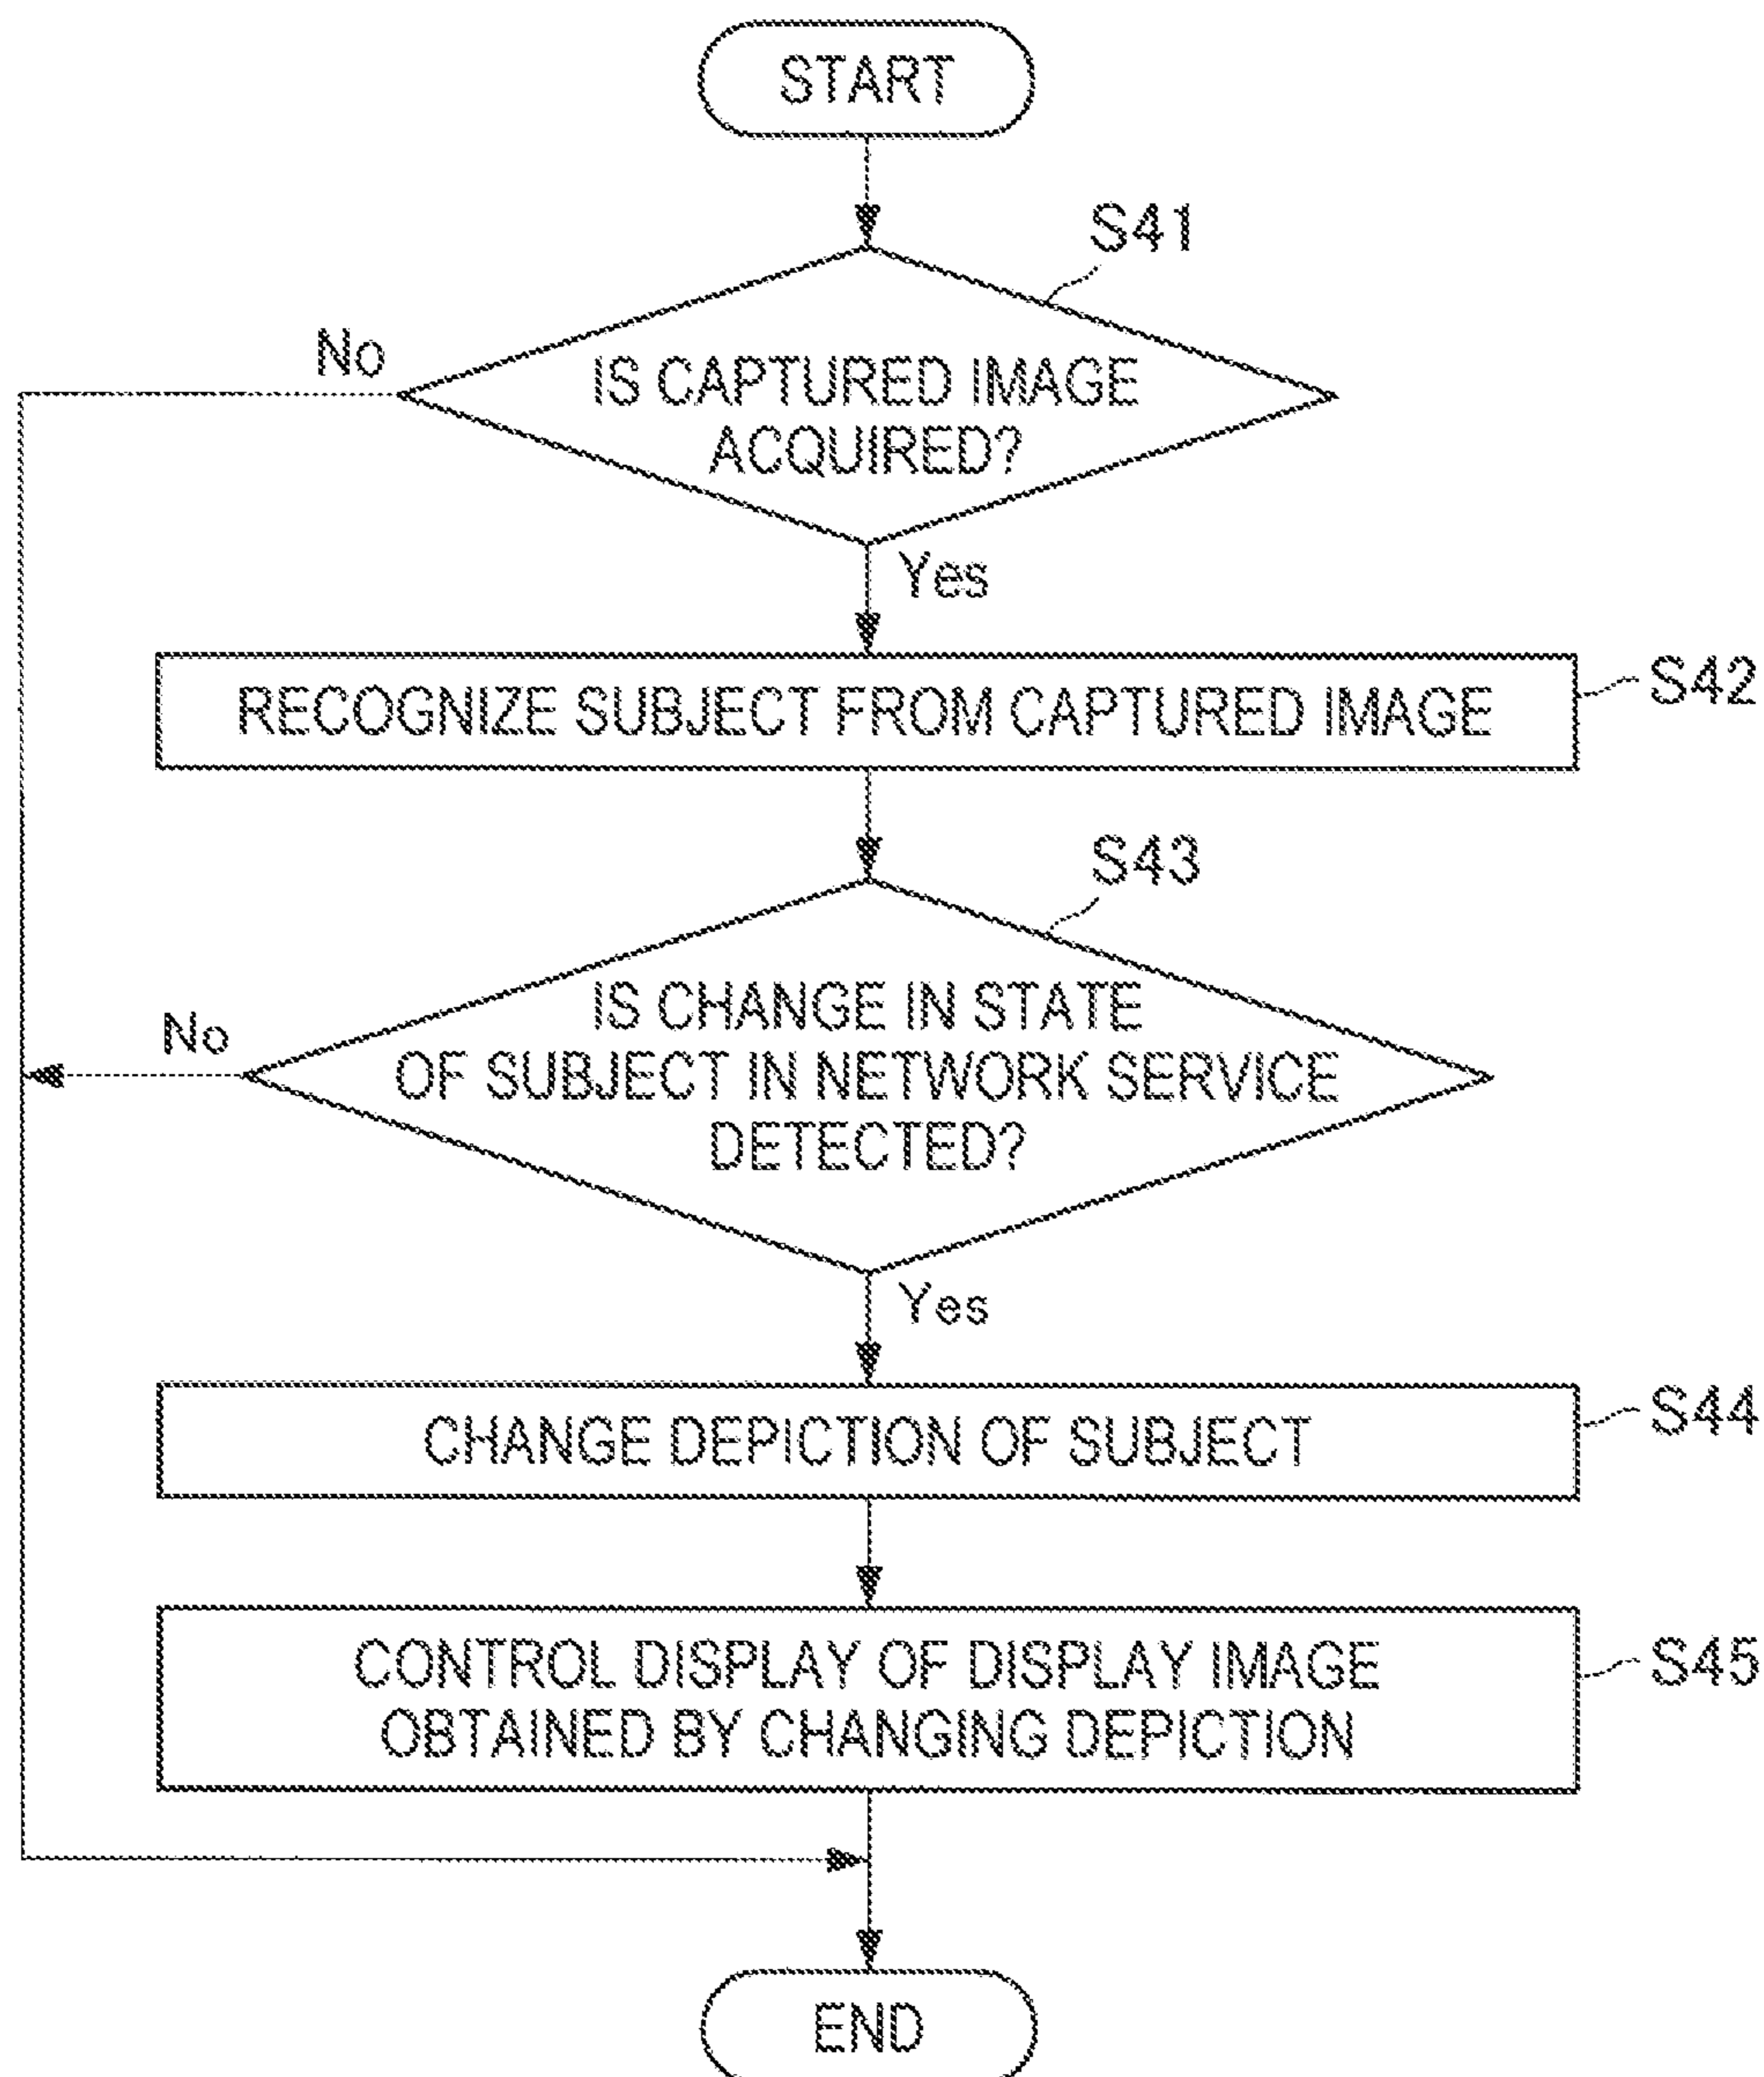 START
S41
No
IS CAPTURED IMAGE
ACQUIRED?
Yes
RECOGNIZE SUBJECT FROM CAPTURED IMAGE
S42
S43
IS CHANGE IN STATE
No
OF SUBJECT IN NETWORK SERVICE
DETECTED?
Yes
CHANGE DEPICTION OF SUBJECT
S44
CONTROL DISPLAY OF DISPLAY IMAGE
S45
OBTAINED BY CHANGING DEPICTION
END